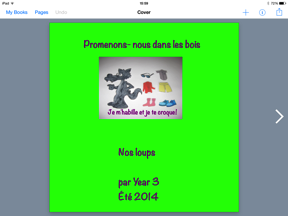 iPad 15:39 72%
My Books Pages Undo Cover
Promenons- nous dans les bois
Je m'habille et je te croque!
Nos loups
par Year 3
Été 2014